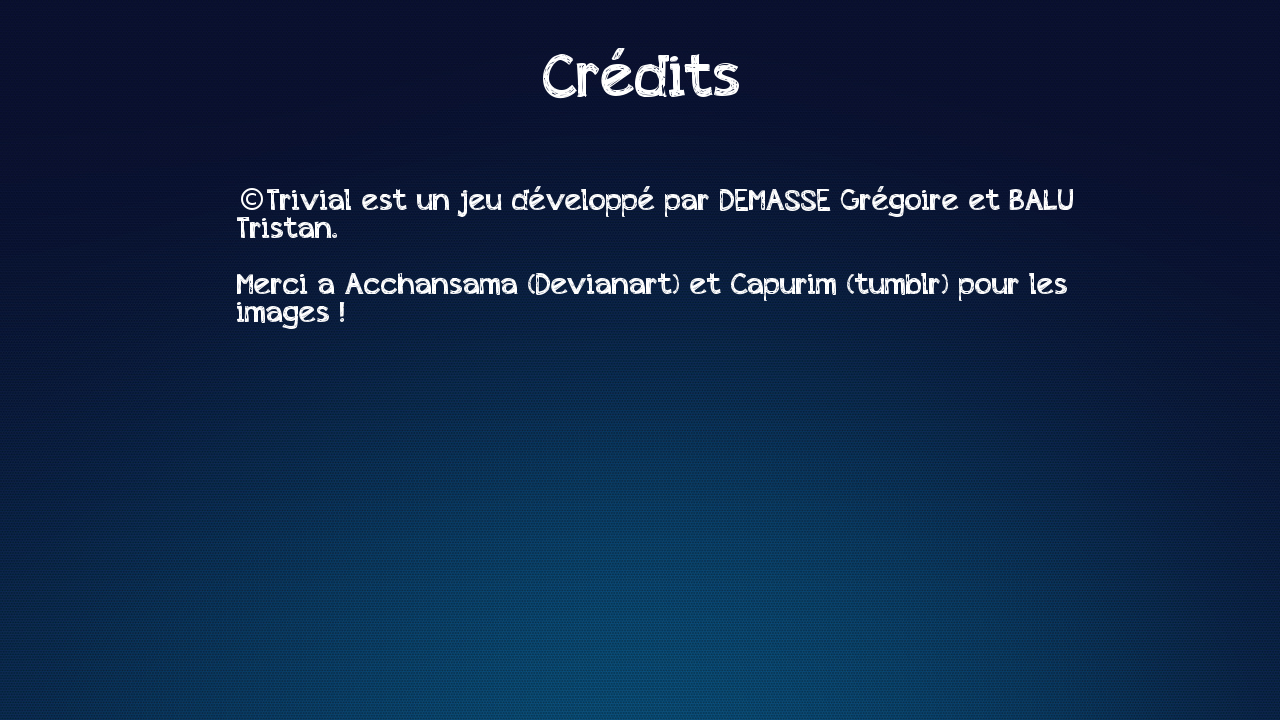 Crédits
©Trivial est un jeu développé par DEMASSE Grégoire et BALU
Tristan.
Merci a Acchansama (Devianart) et Capurim (tumblr) pour les
images !